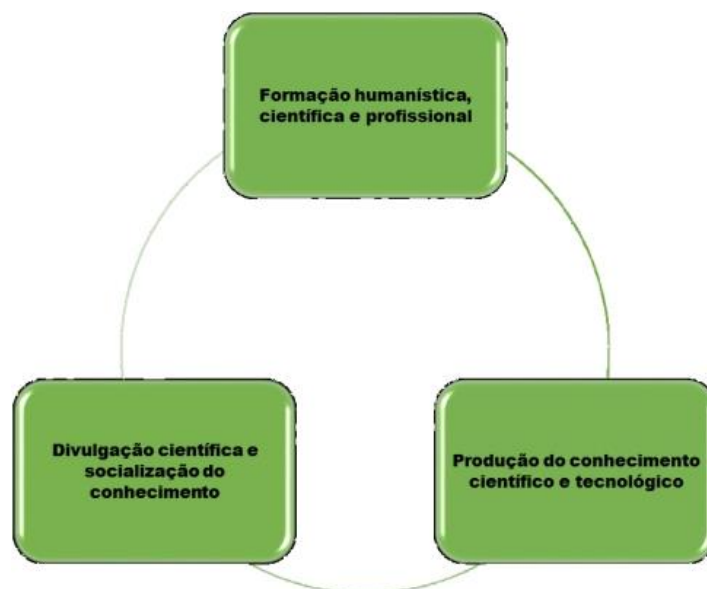 Formação humanística,
científica e profissional
Divulgação científica e
socialização do
conhecimento
Produção do conhecimento
científico e tecnológico